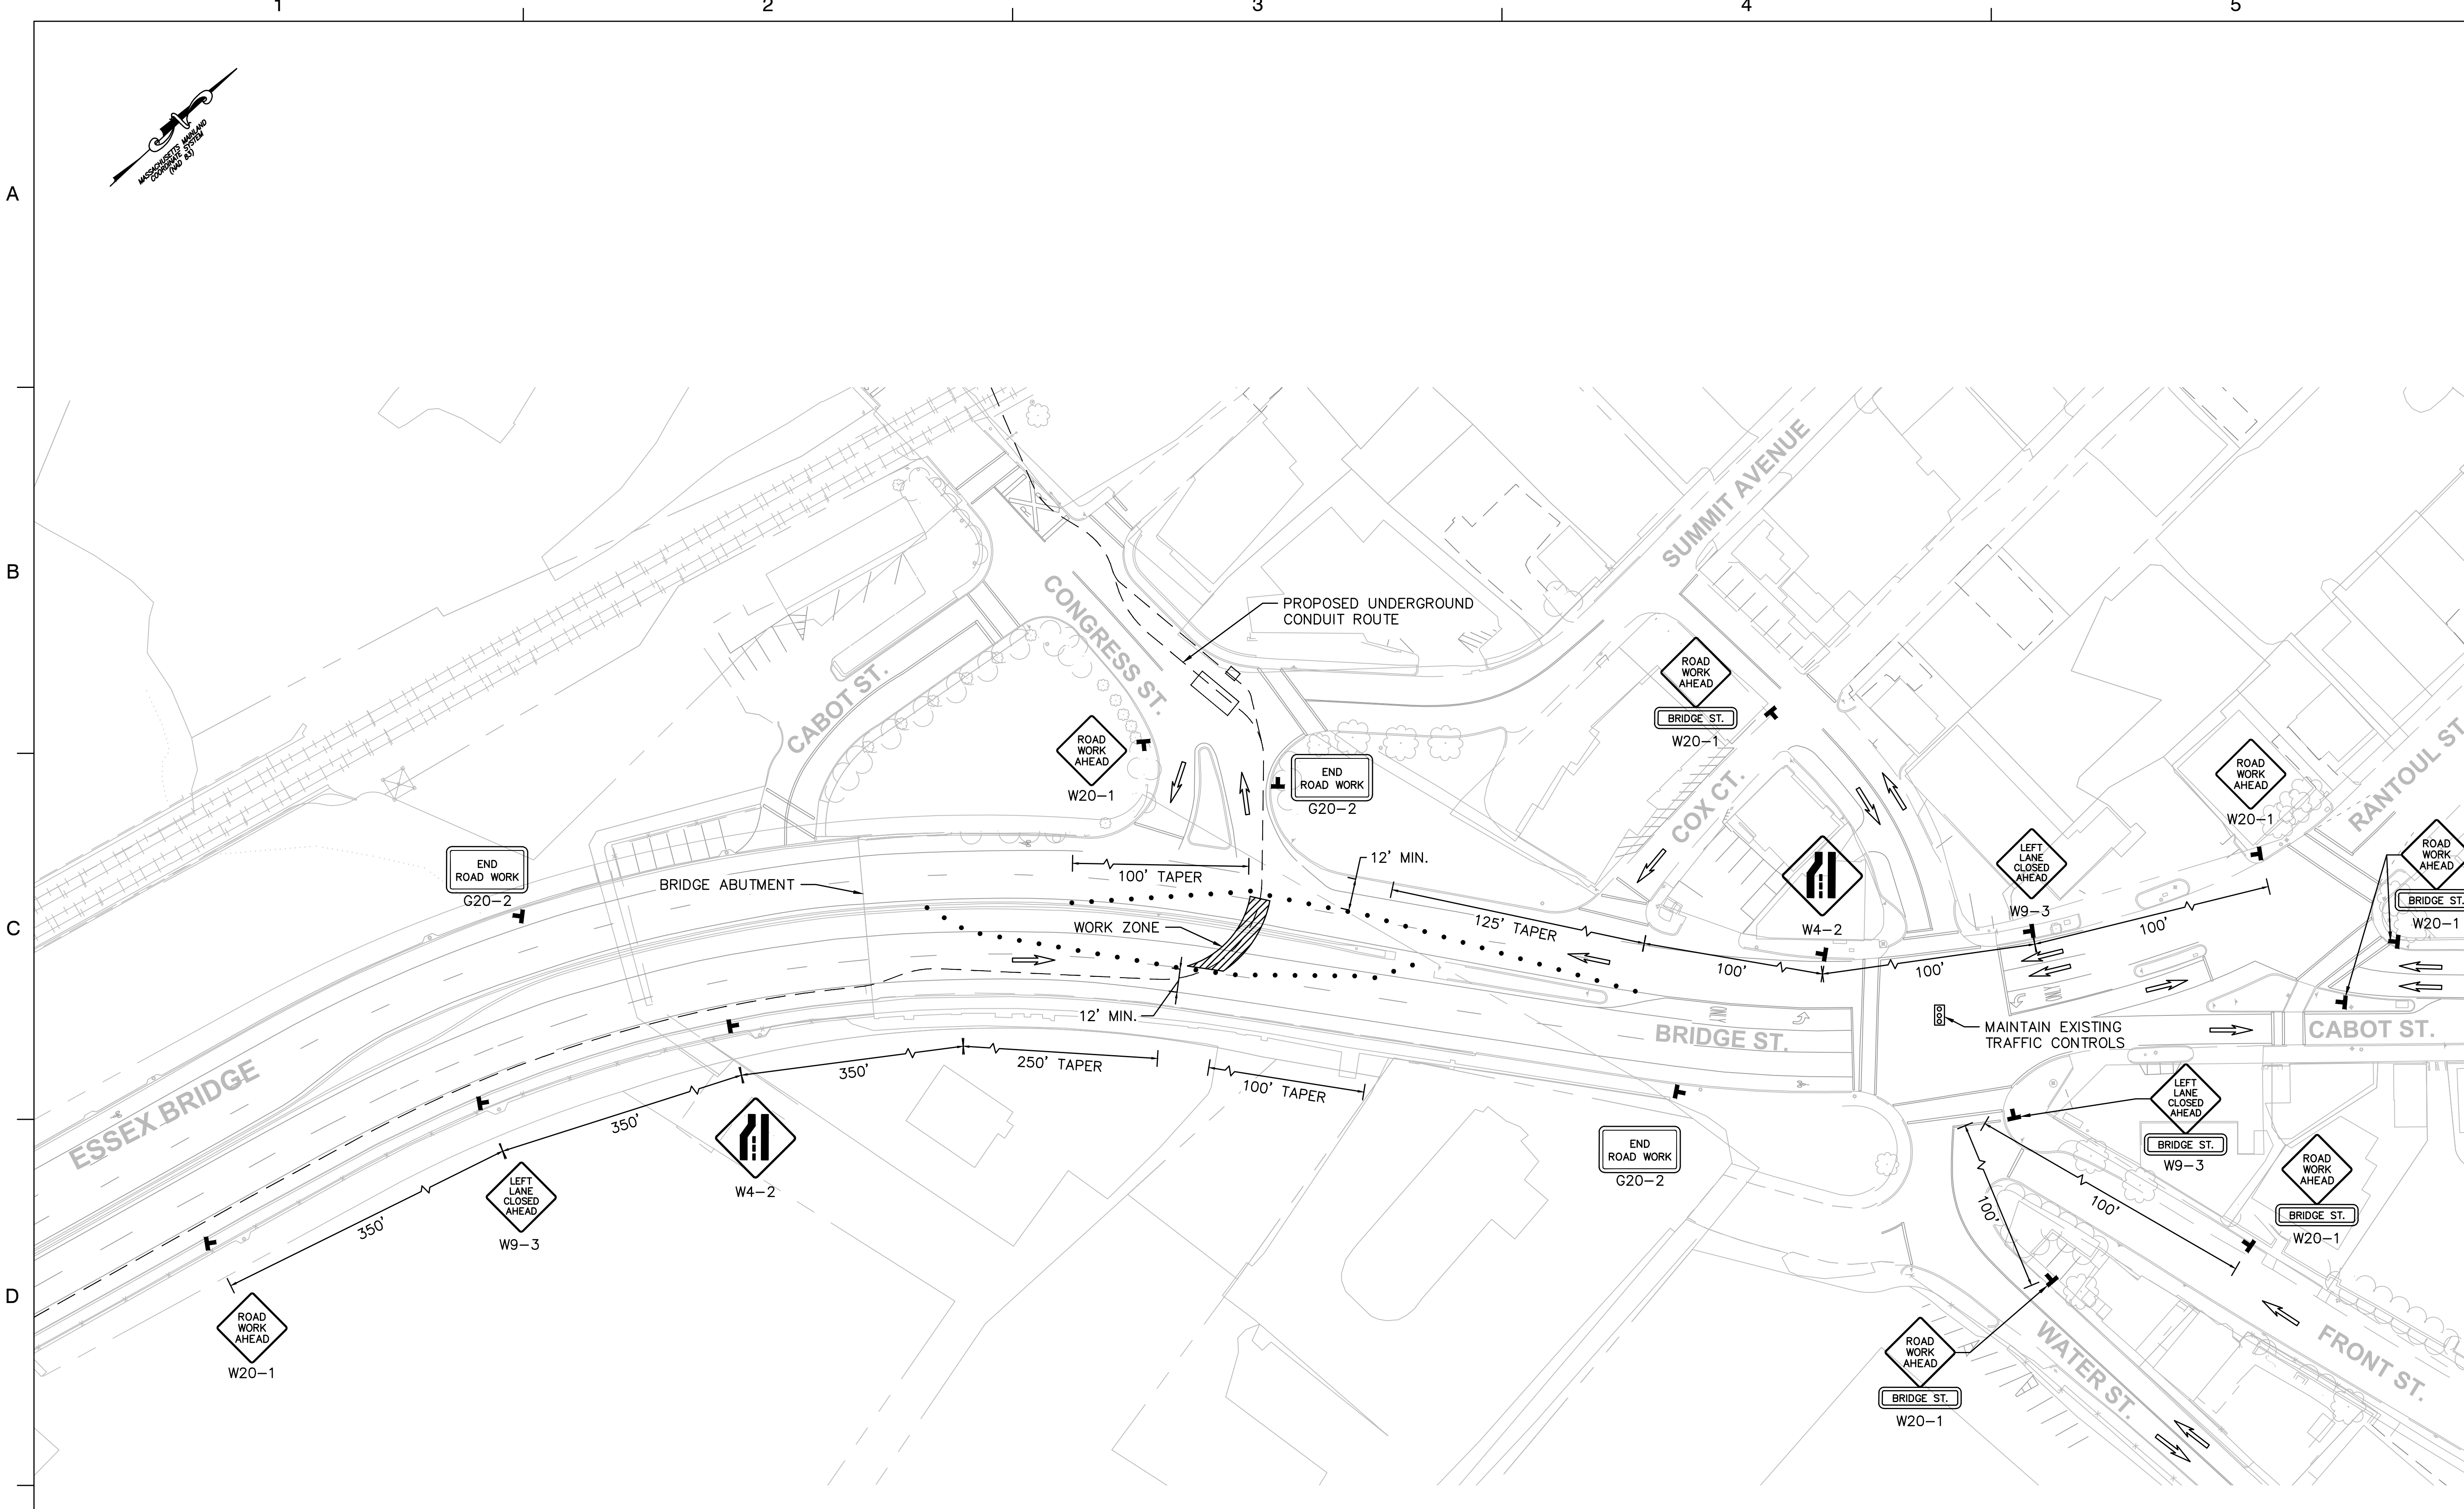 1
2
3
4
5
A
B
C
D
MASSACHUSETTS MAINLAND
COORDINATE SYSTEM
(NAD 83)
SUMMIT AVENUE
PROPOSED UNDERGROUND
CONDUIT ROUTE
CONGRESS ST.
CABOT ST.
ROAD
WORK
AHEAD
BRIDGE ST.
W20-1
ROAD
WORK
AHEAD
W20-1
END
ROAD WORK
G20-2
COX CT.
ROAD
WORK
AHEAD
W20-1
RANTOUL ST.
ROAD
WORK
AHEAD
BRIDGE ST.
W20-1
END
ROAD WORK
G20-2
BRIDGE ABUTMENT
100' TAPER
12' MIN.
125' TAPER
WORK ZONE
W4-2
LEFT
LANE
CLOSED
AHEAD
W9-3
100'
100'
100'
12' MIN.
ONLY
ONLY
BRIDGE ST.
MAINTAIN EXISTING
TRAFFIC CONTROLS
CABOT ST.
ESSEX BRIDGE
350'
350'
350'
250' TAPER
100' TAPER
W4-2
LEFT
LANE
CLOSED
AHEAD
W9-3
ROAD
WORK
AHEAD
W20-1
END
ROAD WORK
G20-2
LEFT
LANE
CLOSED
AHEAD
BRIDGE ST.
W9-3
100'
100'
ROAD
WORK
AHEAD
BRIDGE ST.
W20-1
ROAD
WORK
AHEAD
BRIDGE ST.
W20-1
WATER ST.
FRONT ST.